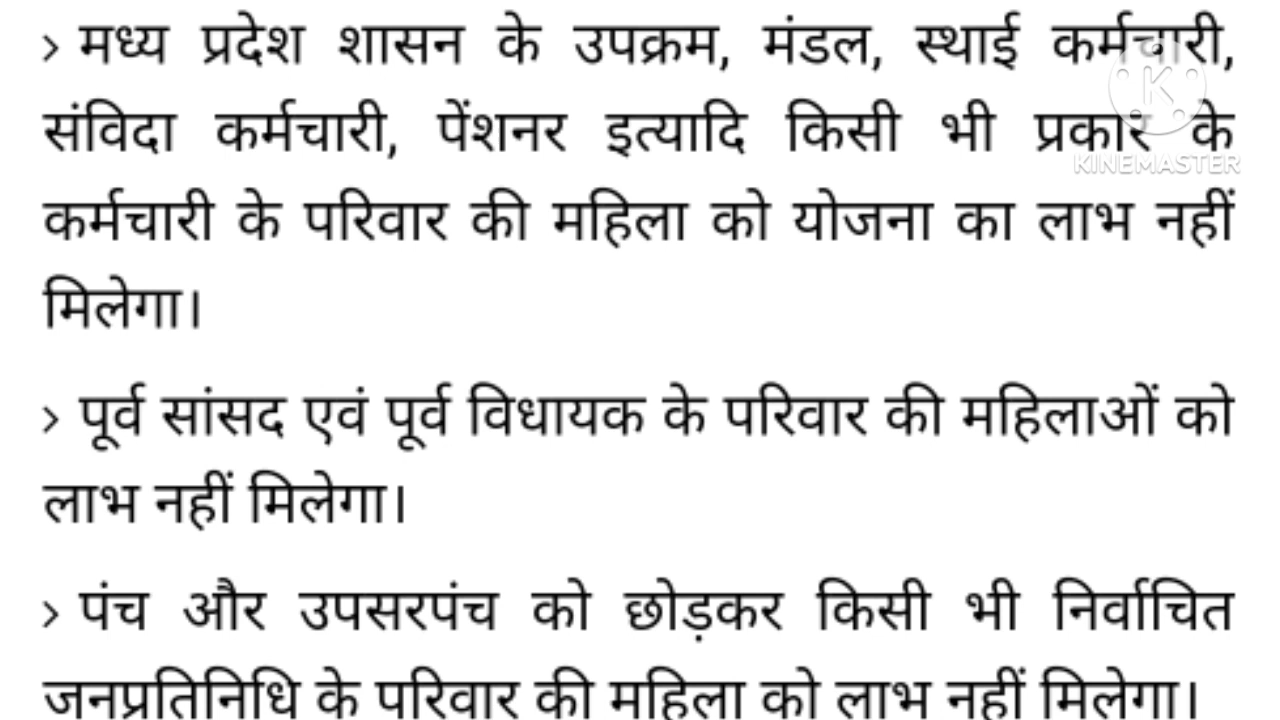 › मध्य प्रदेश शासन के उपक्रम, मंडल, स्थाई कर्मचारी,
संविदा कर्मचारी, पेंशनर इत्यादि किसी भी प्रकार के
कर्मचारी के परिवार की महिला को योजना का लाभ नहीं
मिलेगा।
› पूर्व सांसद एवं पूर्व विधायक के परिवार की महिलाओं को
लाभ नहीं मिलेगा।
› पंच और उपसरपंच को छोड़कर किसी भी निर्वाचित
जनप्रतिनिधि के परिवार की महिला को लाभ नहीं मिलेगा।
K
KINEMASTER